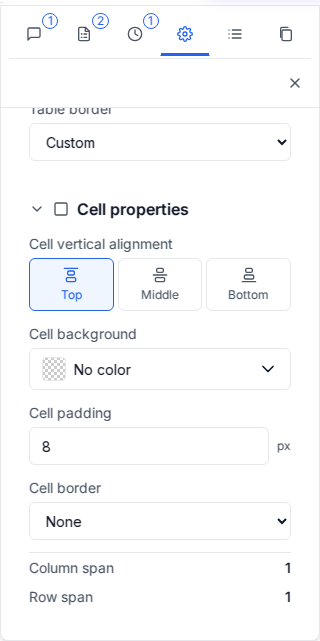 1
2
1
Table border
Custom
Cell properties
Cell vertical alignment
Top Middle Bottom
Cell background
No color
Cell padding
8 px
Cell border
None
Column span 1
Row span 1